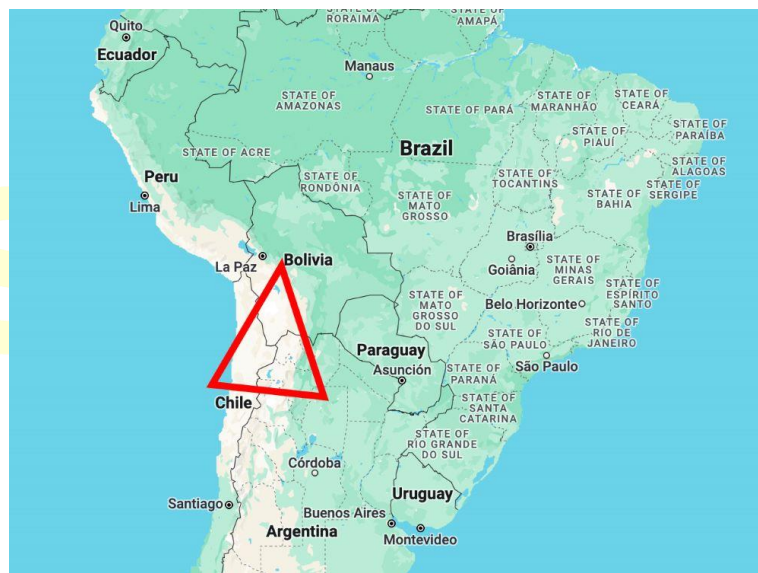 STATE OF
RORAIMA
STATE OF
AMAPÁ
Quito
Ecuador
Manaus
STATE OF
AMAZONAS
STATE OF PARÁ
STATE OF
MARANHÃO
STATE OF
CEARÁ
STATE OF
PARAÍBA
STATE OF
PIAUÍ
STATE OF ACRE
Brazil
STATE OF
ALAGOAS
Peru
STATE OF
RONDÔNIA
STATE OF
TOCANTINS
STATE OF
SERGIPE
Lima
STATE OF
MATO
GROSSO
STATE OF
BAHIA
Brasília
La Paz
Bolivia
Goiânia
STATE OF
MINAS
GERAIS
STATE OF
MATO
GROSSO
DO SUL
Belo Horizonte
STATE OF
ESPÍRITO
SANTO
STATE OF
SÃO PAULO
STATE OF
RIO DE
JANEIRO
Paraguay
Asunción
STATE OF
PARANÁ
São Paulo
Chile
STATE OF
SANTA
CATARINA
STATE OF
RIO GRANDE
DO SUL
Córdoba
Santiago
Uruguay
Buenos Aires
Argentina
Montevideo